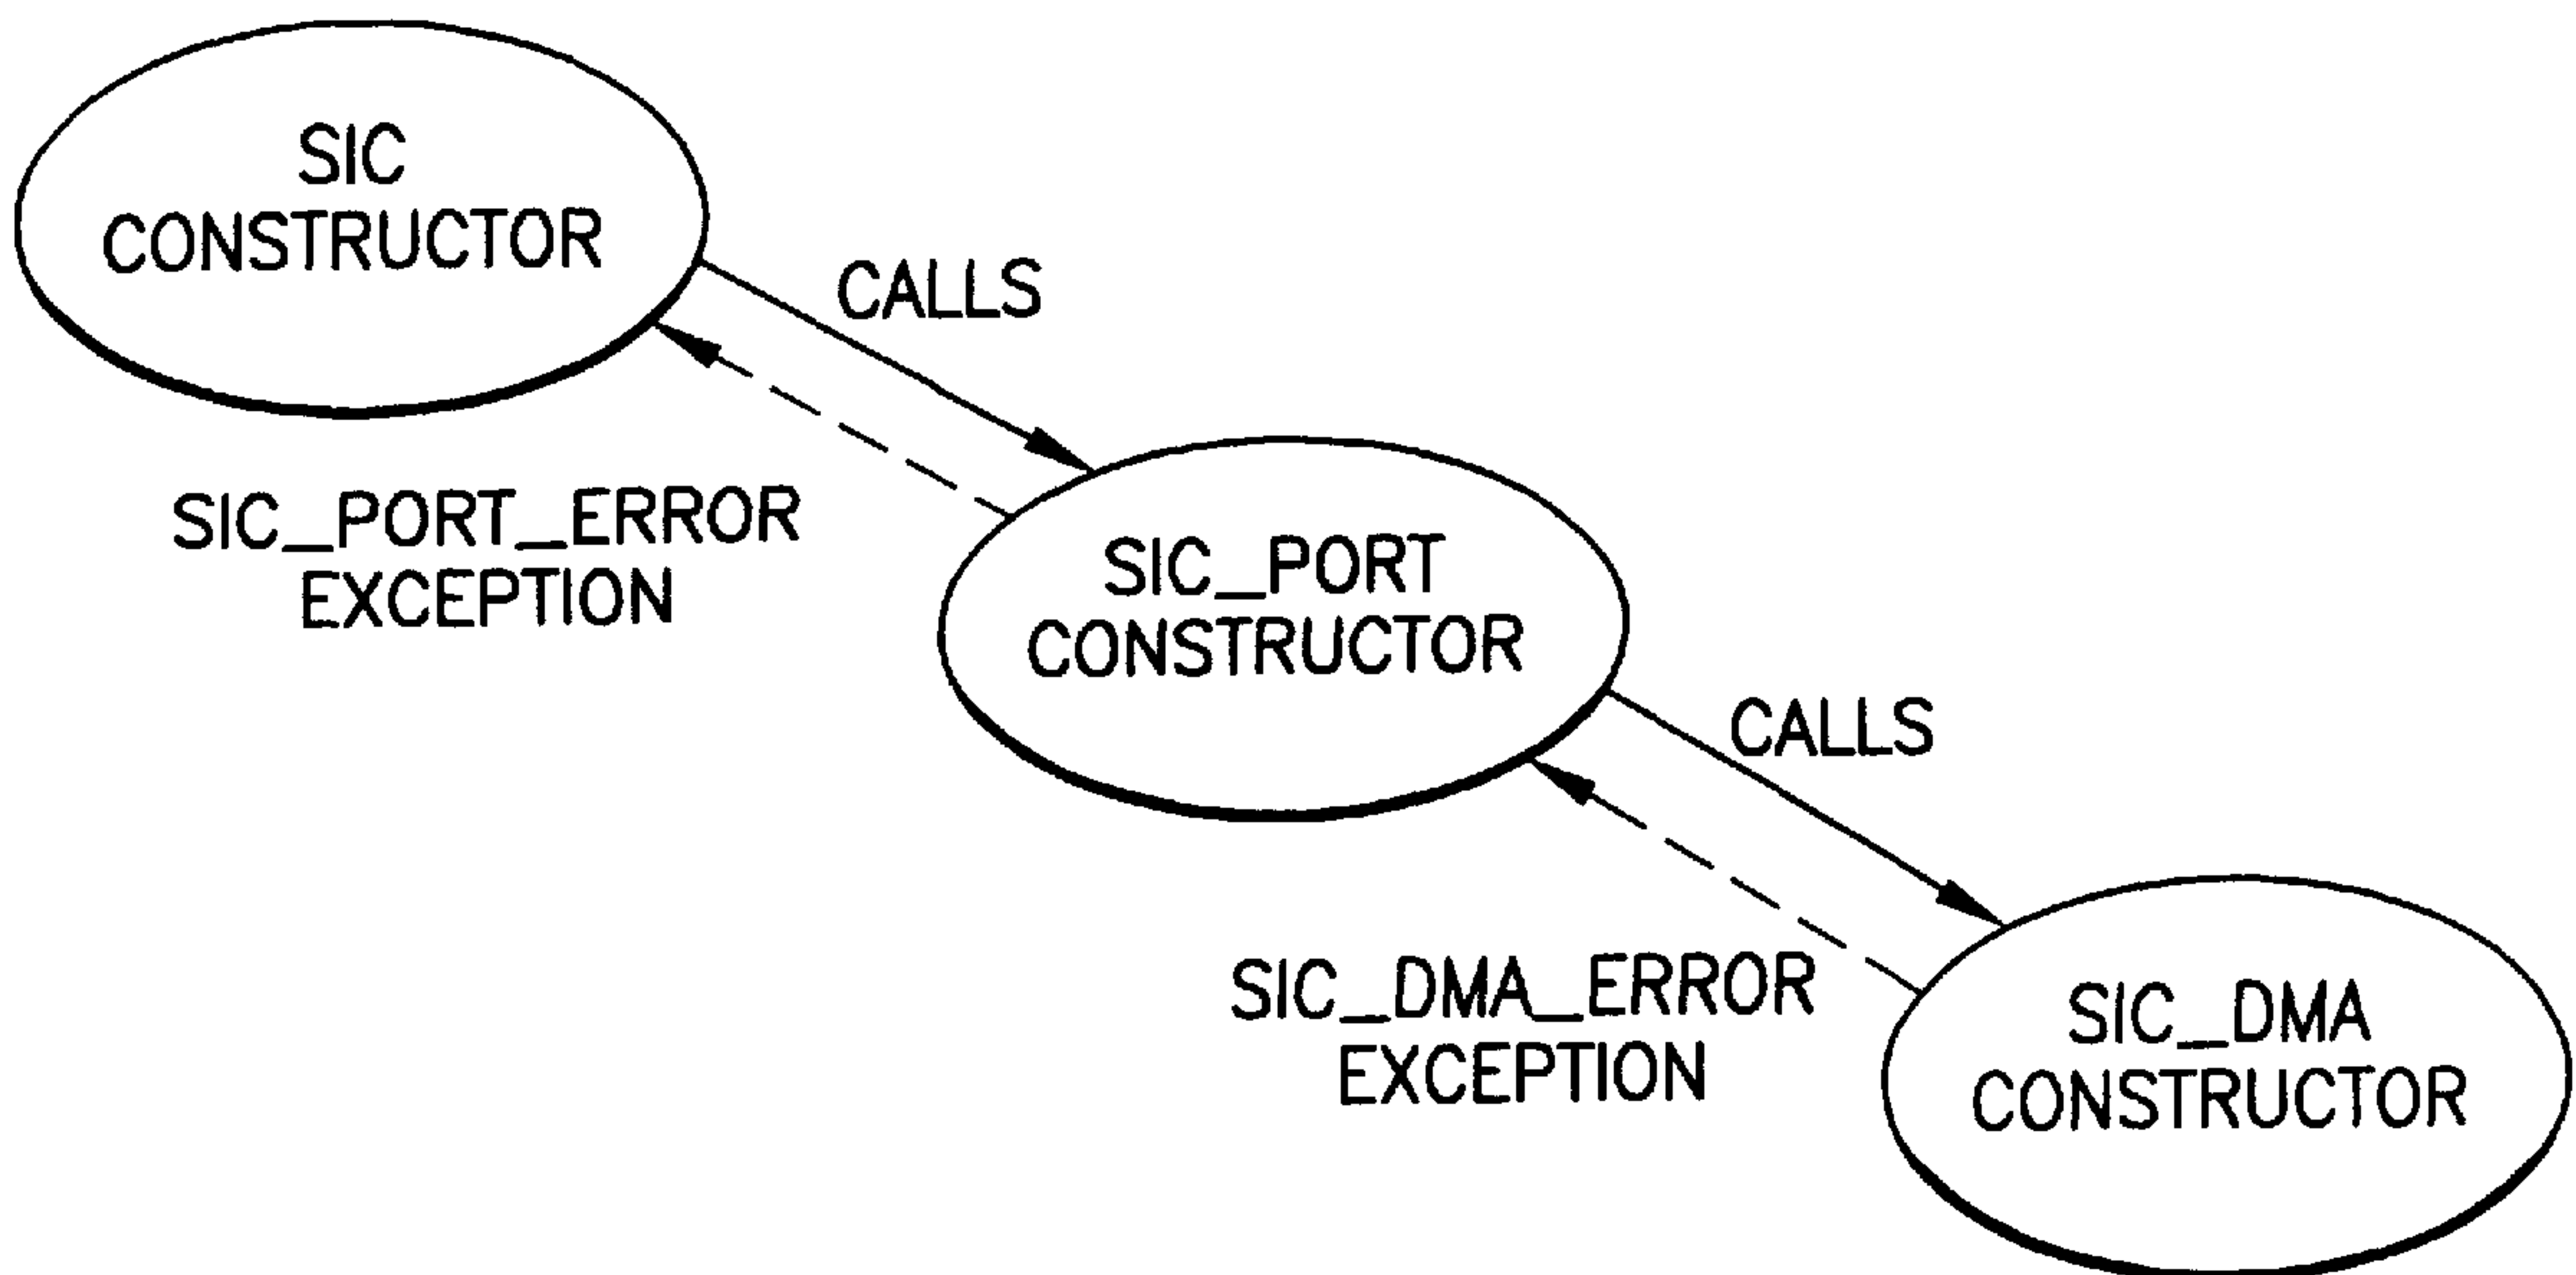 SIC
CONSTRUCTOR
CALLS
SIC_PORT_ERROR
EXCEPTION
SIC_PORT
CONSTRUCTOR
CALLS
SIC_DMA_ERROR
EXCEPTION
SIC_DMA
CONSTRUCTOR